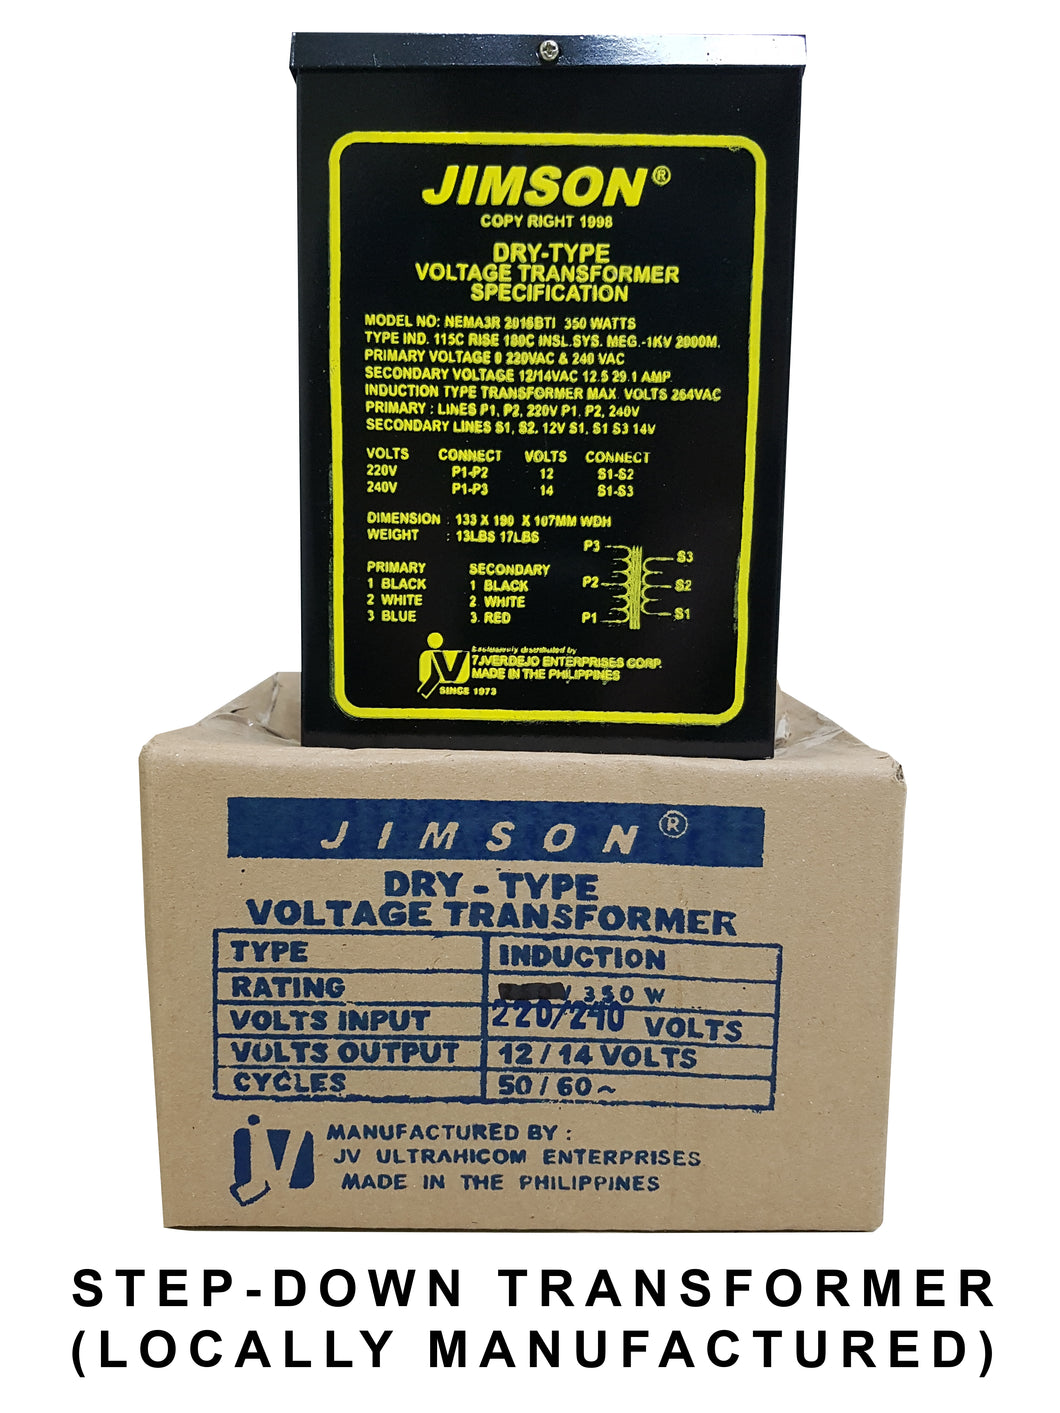 JIMSON®
COPY RIGHT 1998
DRY-TYPE
VOLTAGE TRANSFORMER
SPECIFICATION
MODEL NO: NEMA3R 2016BTI 350 WATTS
TYPE IND. 115C RISE 180C INSL.SYS. MEG.-1KV 2000M.
PRIMARY VOLTAGE 0 220VAC & 240 VAC
SECONDARY VOLTAGE 12/14VAC 12.5 29.1 AMP.
INDUCTION TYPE TRANSFORMER MAX. VOLTS 264VAC
PRIMARY : LINES P1, P2, 220V P1, P2, 240V
SECONDARY LINES S1, S2, 12V S1, S1 S3 14V
VOLTS CONNECT VOLTS CONNECT
220V P1-P2 12 S1-S2
240V P1-P3 14 S1-S3
DIMENSION : 133 X 190 X 107MM WDH
WEIGHT : 13LBS 17LBS
PRIMARY SECONDARY
1 BLACK 1 BLACK
2 WHITE 2 WHITE
3 BLUE 3. RED
P3
S3
P2
S2
P1
S1
jv
Exclusively distributed by
7JVERDEJO ENTERPRISES CORP.
MADE IN THE PHILIPPINES
SINCE 1973
JIMSON®
DRY - TYPE
VOLTAGE TRANSFORMER
TYPE INDUCTION
RATING / 350 W
VOLTS INPUT 220/240 VOLTS
VOLTS OUTPUT 12 / 14 VOLTS
CYCLES 50 / 60 ~
jv
MANUFACTURED BY :
JV ULTRAHICOM ENTERPRISES
MADE IN THE PHILIPPINES
STEP-DOWN TRANSFORMER
(LOCALLY MANUFACTURED)